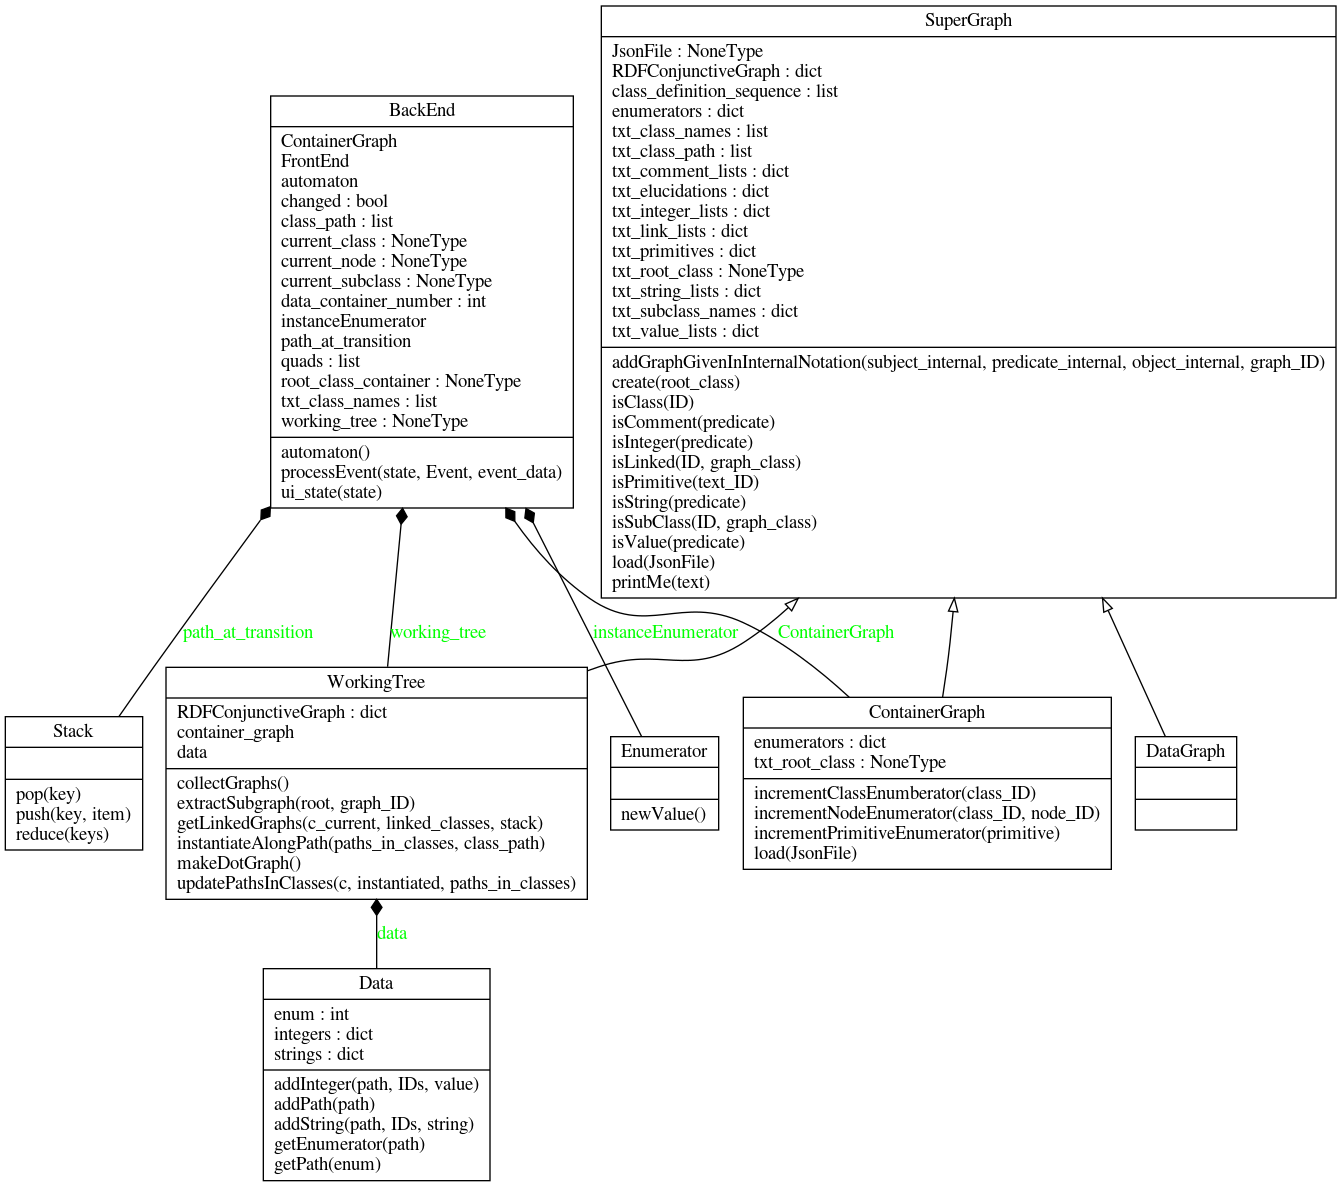 SuperGraph
JsonFile : NoneType
RDFConjunctiveGraph : dict
class_definition_sequence : list
enumerators : dict
txt_class_names : list
txt_class_path : list
txt_comment_lists : dict
txt_elucidations : dict
txt_integer_lists : dict
txt_link_lists : dict
txt_primitives : dict
txt_root_class : NoneType
txt_string_lists : dict
txt_subclass_names : dict
txt_value_lists : dict
addGraphGivenInInternalNotation(subject_internal, predicate_internal, object_internal, graph_ID)
create(root_class)
isClass(ID)
isComment(predicate)
isInteger(predicate)
isLinked(ID, graph_class)
isPrimitive(text_ID)
isString(predicate)
isSubClass(ID, graph_class)
isValue(predicate)
load(JsonFile)
printMe(text)
BackEnd
ContainerGraph
FrontEnd
automaton
changed : bool
class_path : list
current_class : NoneType
current_node : NoneType
current_subclass : NoneType
data_container_number : int
instanceEnumerator
path_at_transition
quads : list
root_class_container : NoneType
txt_class_names : list
working_tree : NoneType
automaton()
processEvent(state, Event, event_data)
ui_state(state)
path_at_transition
working_tree
instanceEnumerator
ContainerGraph
Stack
pop(key)
push(key, item)
reduce(keys)
WorkingTree
RDFConjunctiveGraph : dict
container_graph
data
collectGraphs()
extractSubgraph(root, graph_ID)
getLinkedGraphs(c_current, linked_classes, stack)
instantiateAlongPath(paths_in_classes, class_path)
makeDotGraph()
updatePathsInClasses(c, instantiated, paths_in_classes)
Enumerator
newValue()
ContainerGraph
enumerators : dict
txt_root_class : NoneType
incrementClassEnumberator(class_ID)
incrementNodeEnumerator(class_ID, node_ID)
incrementPrimitiveEnumerator(primitive)
load(JsonFile)
DataGraph
data
Data
enum : int
integers : dict
strings : dict
addInteger(path, IDs, value)
addPath(path)
addString(path, IDs, string)
getEnumerator(path)
getPath(enum)